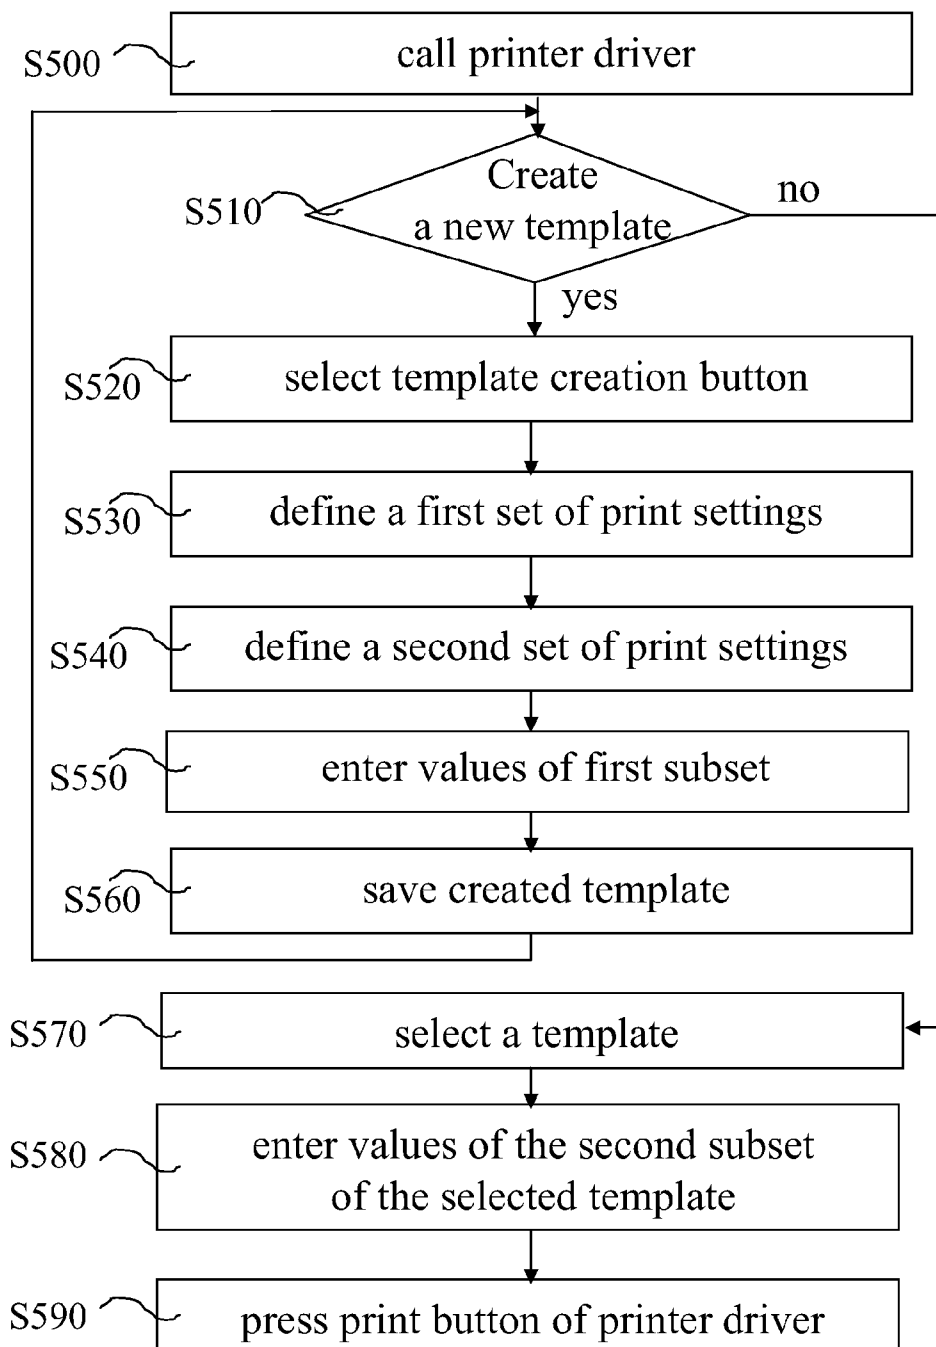 S500
call printer driver
S510
Create
a new template
no
yes
S520
select template creation button
S530
define a first set of print settings
S540
define a second set of print settings
S550
enter values of first subset
S560
save created template
S570
select a template
S580
enter values of the second subset
of the selected template
S590
press print button of printer driver